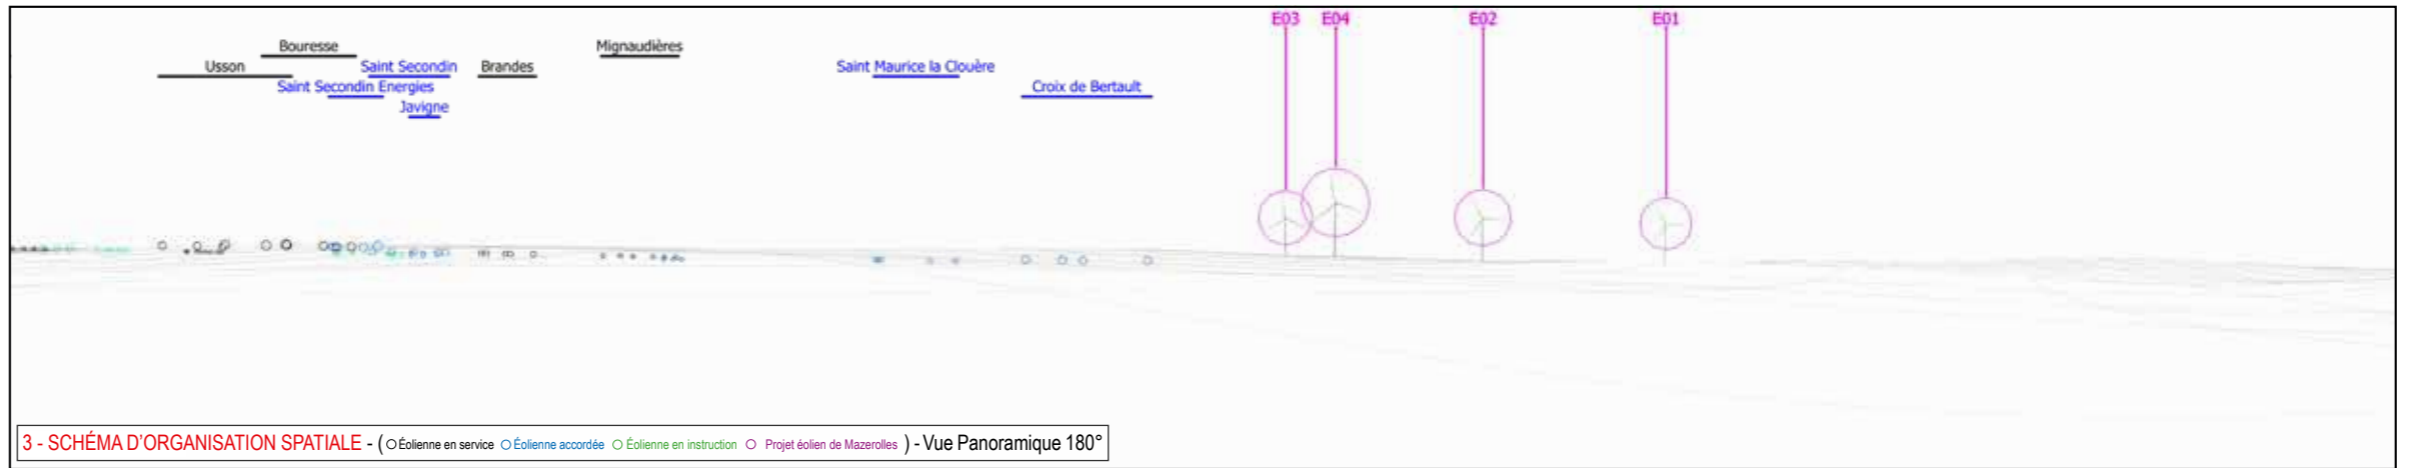 E03 E04 E02 E01
Bouresse Mignaudières
Usson Saint Secondin Brandes Saint Maurice la Clouère
Saint Secondin Energies Croix de Bertault
Javigne
3 - SCHÉMA D'ORGANISATION SPATIALE - ( Éolienne en service Éolienne accordée Éolienne en instruction Projet éolien de Mazerolles ) - Vue Panoramique 180°